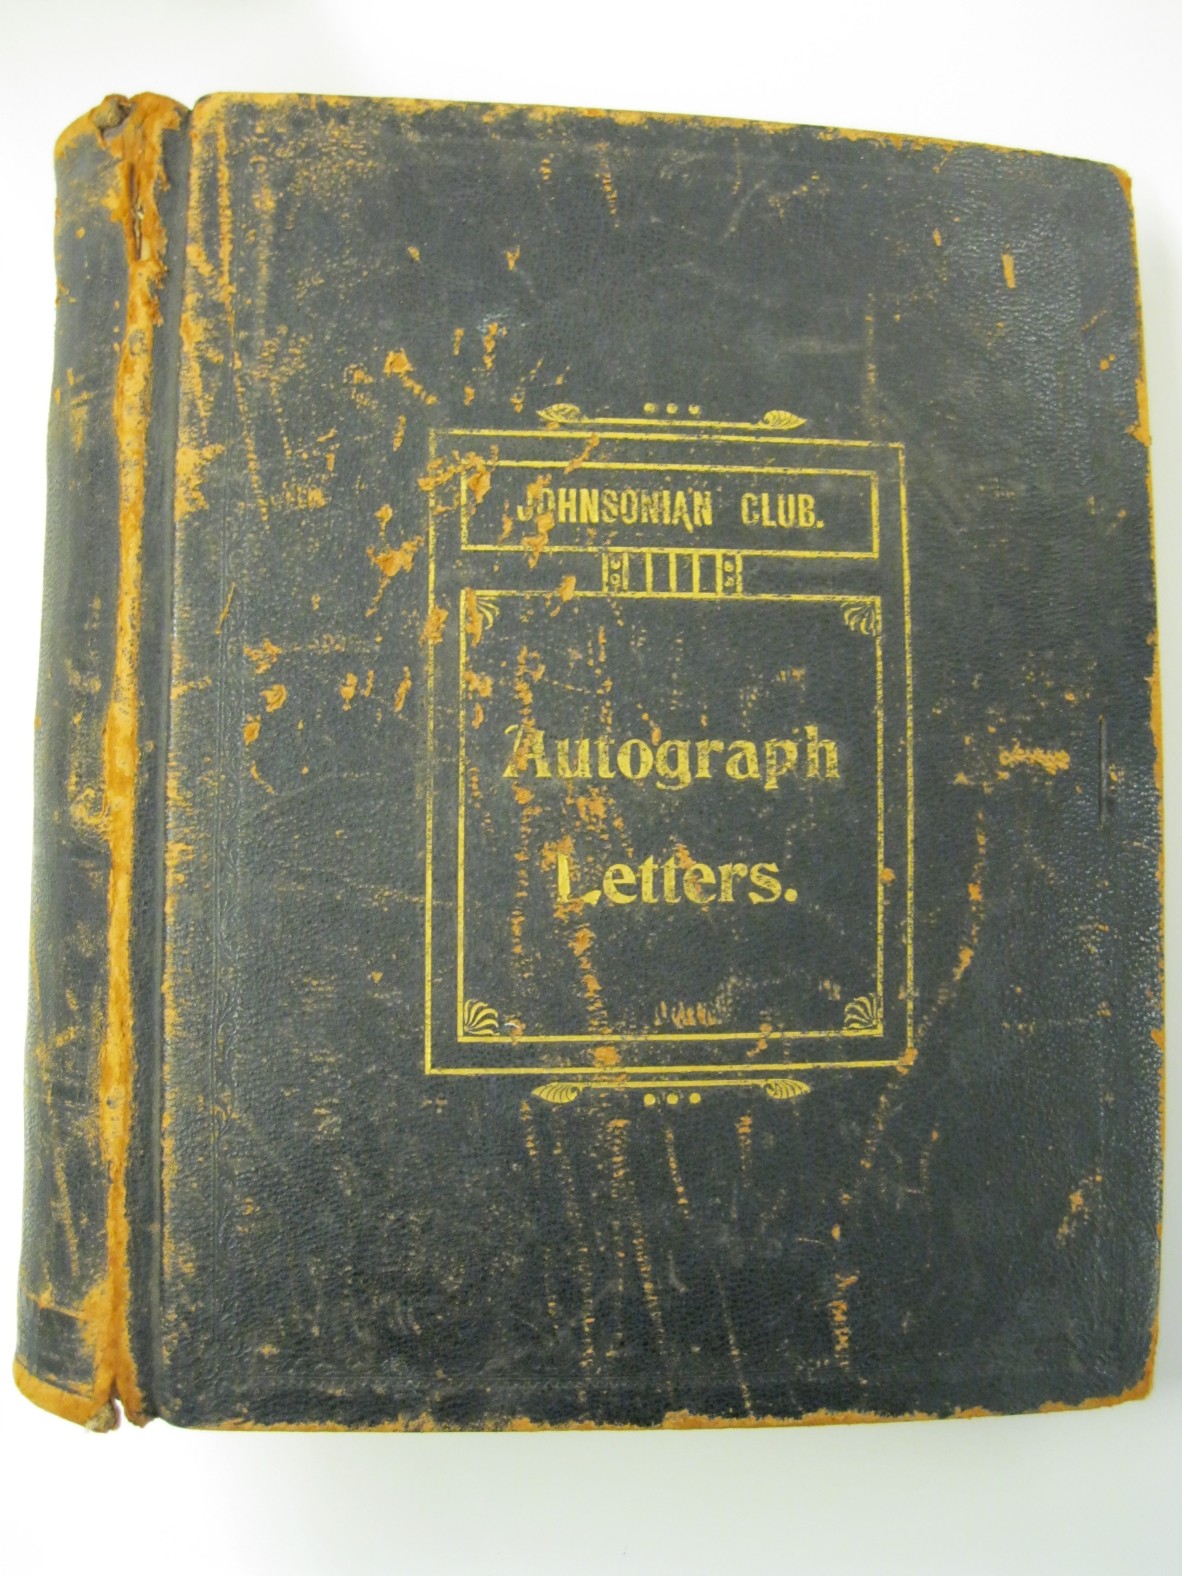 JOHNSONIAN CLUB.
Autograph
Letters.